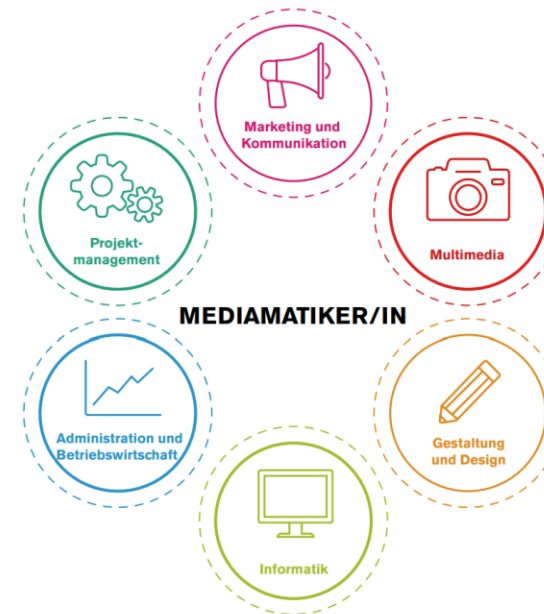 Marketing und
Kommunikation
Projekt-
management
Multimedia
MEDIAMATIKER/IN
Administration und
Betriebswirtschaft
Gestaltung
und Design
Informatik